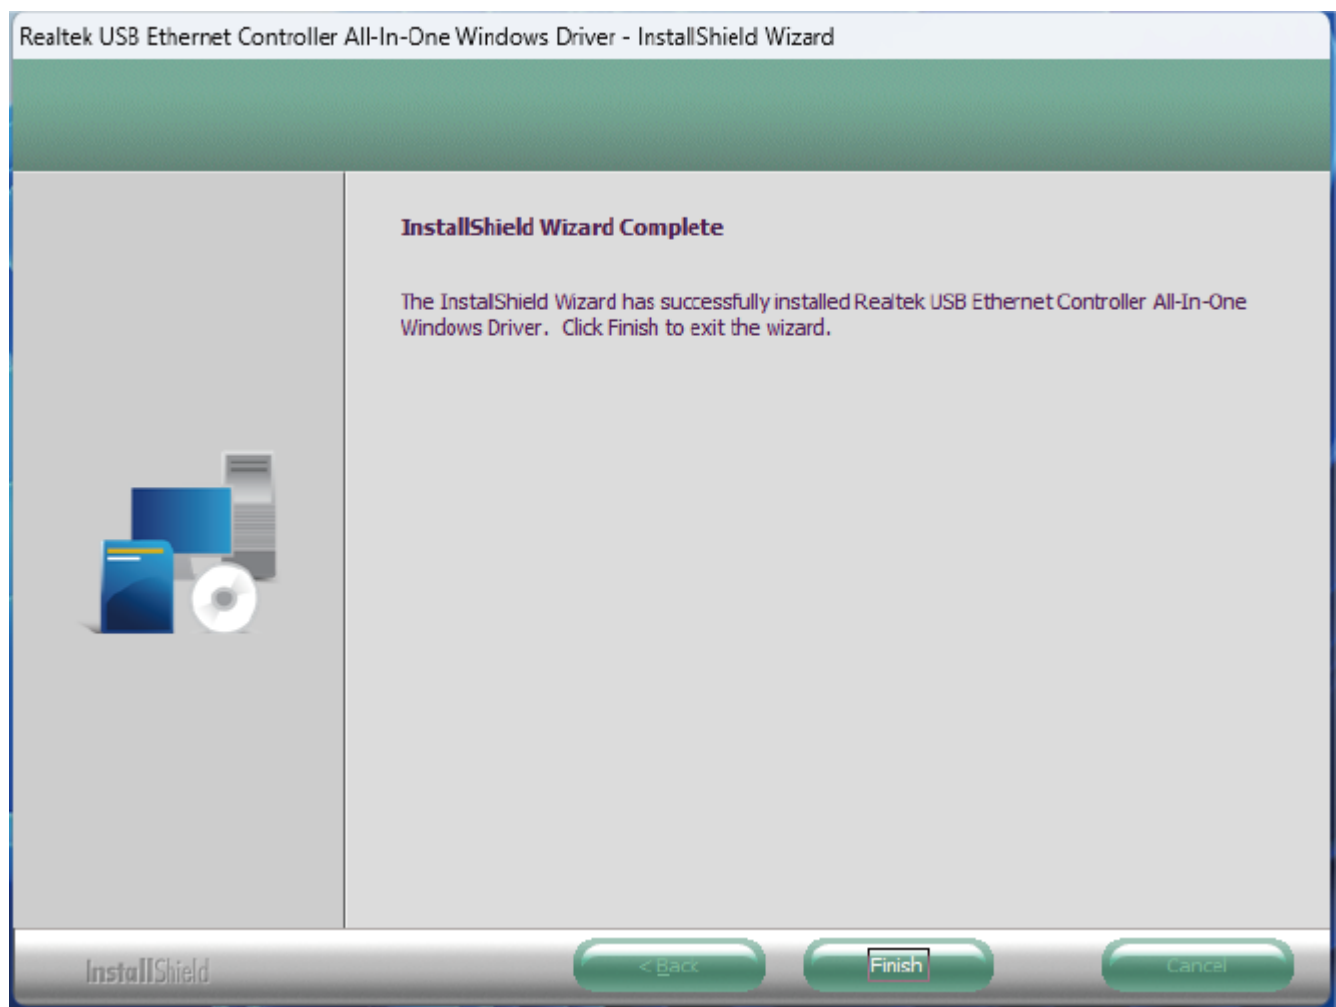 Realtek USB Ethernet Controller All-In-One Windows Driver - InstallShield Wizard
InstallShield Wizard Complete
The InstallShield Wizard has successfully installed Realtek USB Ethernet Controller All-In-One
Windows Driver. Click Finish to exit the wizard.
InstallShield
< Back
Finish
Cancel